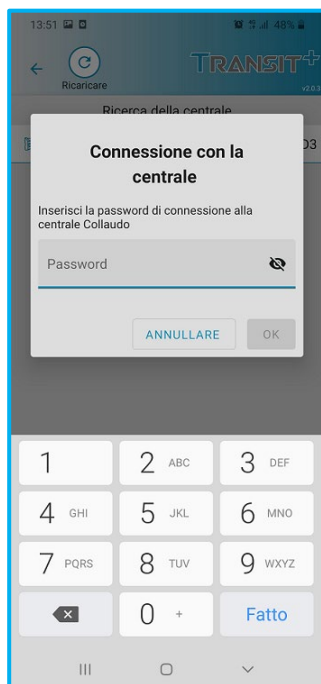 13:51 48%
TRANSIT+
Ricaricare
v2.0.3
Ricerca della centrale
03
Connessione con la
centrale
Inserisci la password di connessione alla
centrale Collaudo
Password
ANNULLARE OK
1 2 ABC 3 DEF
4 GHI 5 JKL 6 MNO
7 PQRS 8 TUV 9 WXYZ
0 + Fatto